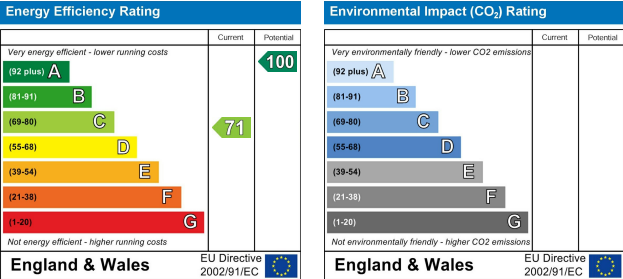 Energy Efficiency Rating
Current Potential
Very energy efficient - lower running costs
(92 plus) A
(81-91) B
(69-80) C
(55-68) D
(39-54) E
(21-38) F
(1-20) G
100
71
Not energy efficient - higher running costs
England & Wales
EU Directive
2002/91/EC
Environmental Impact (CO₂) Rating
Current Potential
Very environmentally friendly - lower CO2 emissions
(92 plus) A
(81-91) B
(69-80) C
(55-68) D
(39-54) E
(21-38) F
(1-20) G
Not environmentally friendly - higher CO2 emissions
England & Wales
EU Directive
2002/91/EC